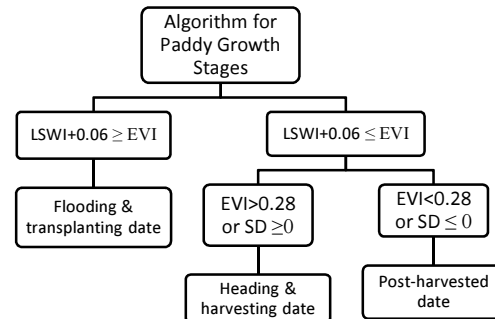 Algorithm for
Paddy Growth
Stages
LSWI+0.06 ≥ EVI
LSWI+0.06 ≤ EVI
Flooding &
transplanting date
EVI>0.28
or SD ≥0
EVI<0.28
or SD ≤ 0
Heading &
harvesting date
Post-harvested
date